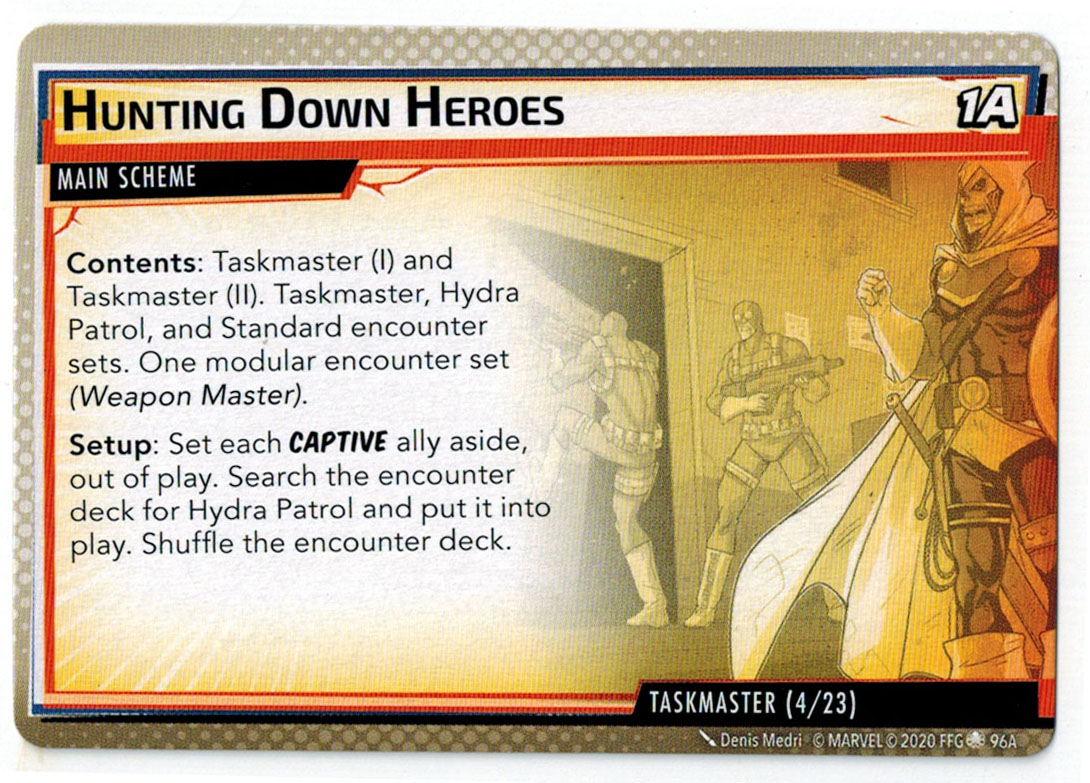 HUNTING DOWN HEROES
1A
MAIN SCHEME
Contents: Taskmaster (I) and
Taskmaster (II). Taskmaster, Hydra
Patrol, and Standard encounter
sets. One modular encounter set
(Weapon Master).
Setup: Set each CAPTIVE ally aside,
out of play. Search the encounter
deck for Hydra Patrol and put it into
play. Shuffle the encounter deck.
TASKMASTER (4/23)
Denis Medri © MARVEL © 2020 FFG 96A